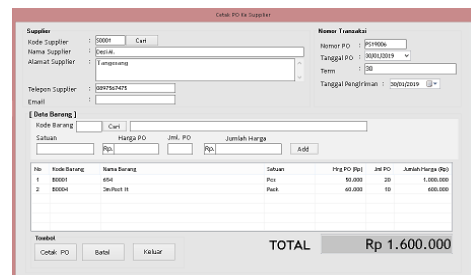 Cetak PO Ke Supplier
Supplier
Kode Supplier : S0001 Cari
Nama Supplier :
Alamat Supplier : Tangerang
Telepon Supplier : 0897567475
Email :
Nomor Transaksi
Nomor PO : PSY9006
Tanggal PO : 30/01/2019
Term : 30
Tanggal Pengiriman : 30/01/2019
[ Data Barang ]
Kode Barang Cari
Satuan Harga PO Jml. PO Jumlah Harga
Rp. Rp. Add
No Kode Barang Nama Barang Satuan Hrg PO (Rp) Jml PO Jumlah Harga (Rp)
1 B0001 654 Pcs 50.000 20 1.000.000
2 B0004 Pack 60.000 10 600.000
Tombol
Cetak PO Batal Keluar
TOTAL Rp 1.600.000